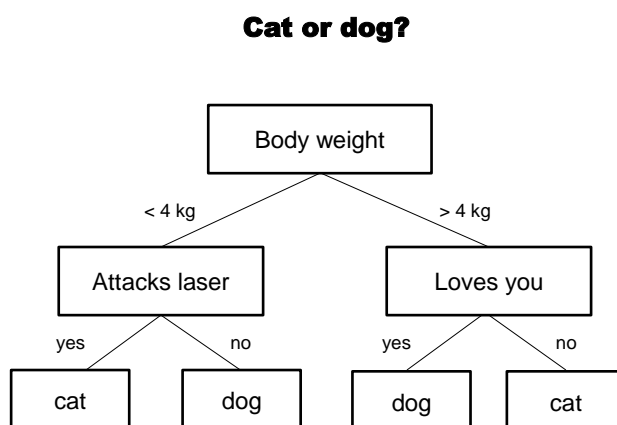 Cat or dog?
Body weight
< 4 kg
> 4 kg
Attacks laser
Loves you
yes
no
yes
no
cat
dog
dog
cat